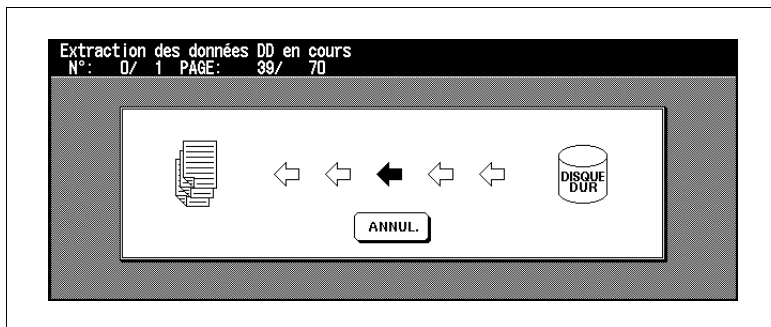 Extraction des données DD en cours
N°: 0/ 1 PAGE: 39/ 70
DISQUE
DUR
ANNUL.